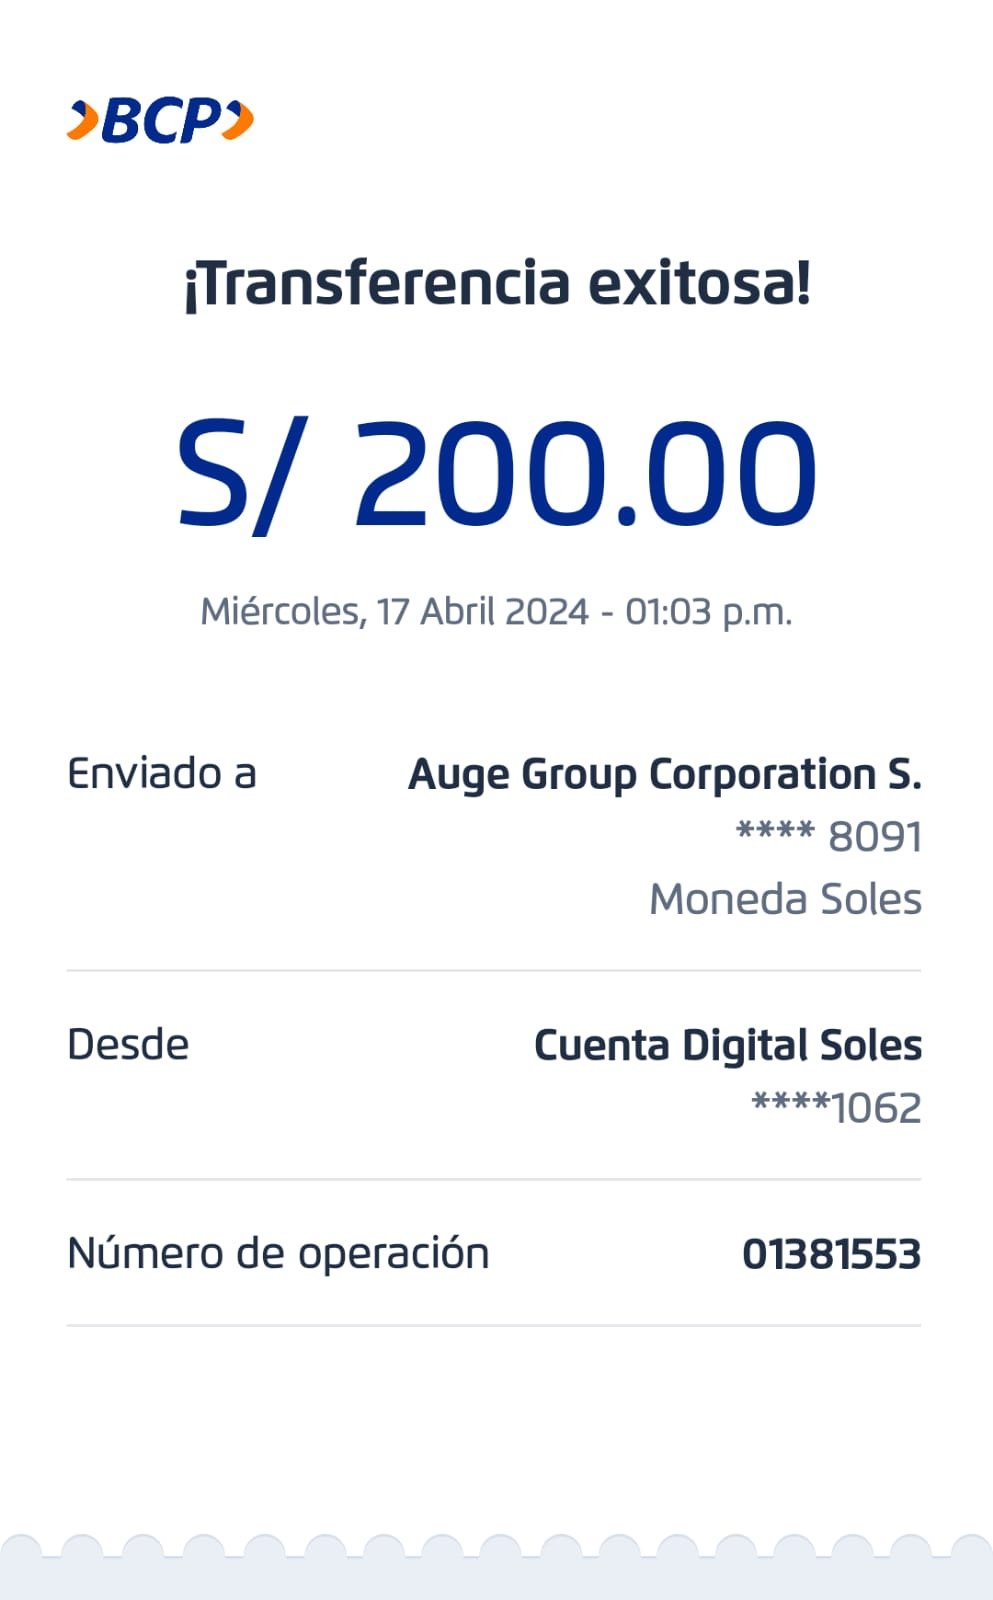 BCP
¡Transferencia exitosa!
S/ 200.00
Miércoles, 17 Abril 2024 - 01:03 p.m.
Enviado a Auge Group Corporation S.
**** 8091
Moneda Soles
Desde Cuenta Digital Soles
****1062
Número de operación 01381553